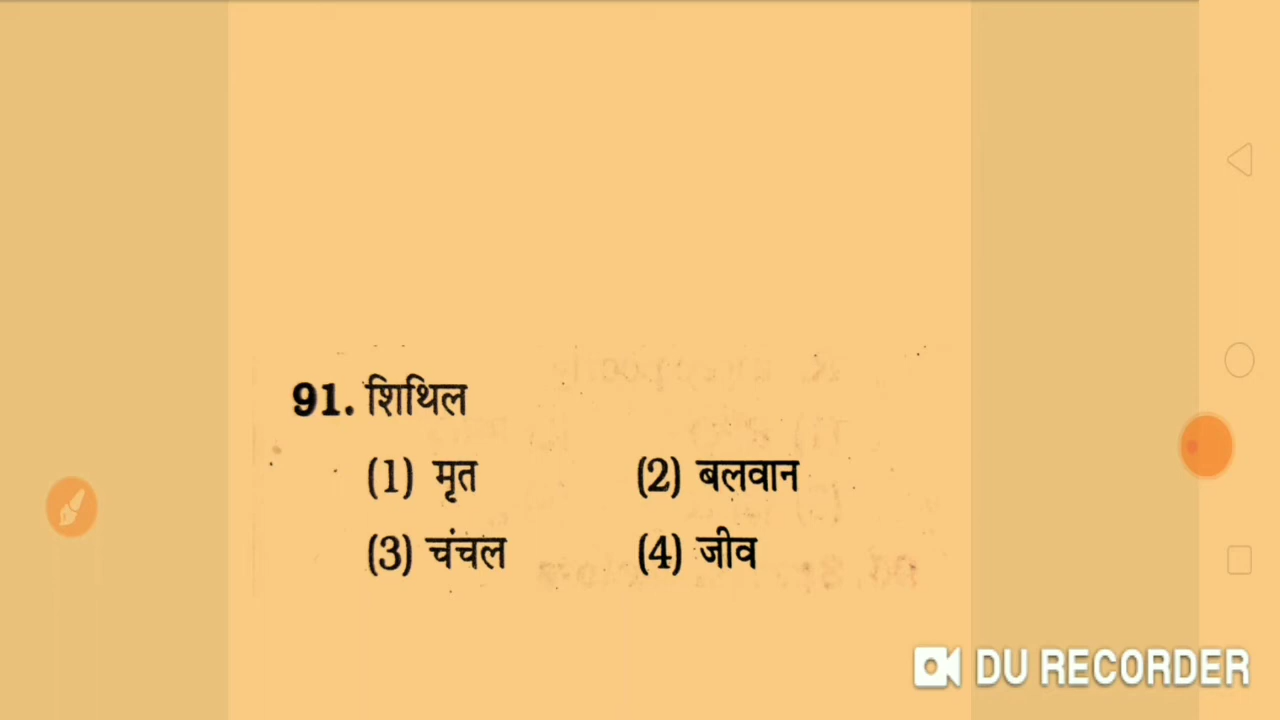 91. शिथिल
(1) मृत (2) बलवान
(3) चंचल (4) जीव
DU RECORDER